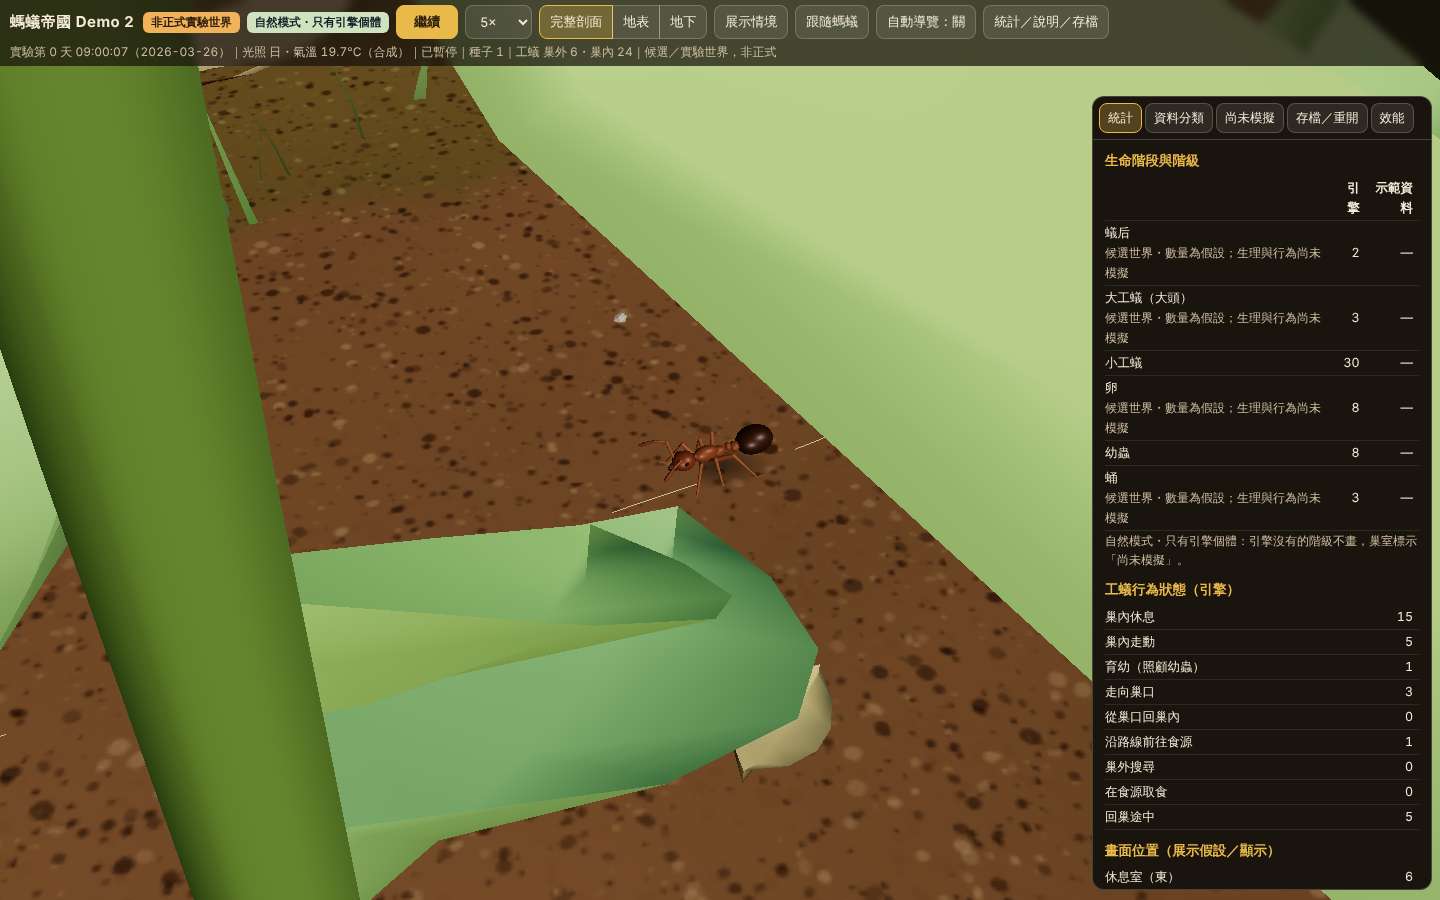 螞蟻帝國 Demo 2 非正式實驗世界 自然模式・只有引擎個體 繼續 5× 完整剖面 地表 地下 展示情境 跟隨螞蟻 自動導覽：關 統計／說明／存檔
實驗第 0 天 09:00:07（2026-03-26）｜光照 日・氣溫 19.7°C（合成）｜已暫停｜種子 1｜工蟻 巢外 6・巢內 24｜候選／實驗世界，非正式
統計 資料分類 尚未模擬 存檔／重開 效能
生命階段與階級
引擎 示範資料
蟻后
候選世界・數量為假設；生理與行為尚未模擬 2 —
大工蟻（大頭）
候選世界・數量為假設；生理與行為尚未模擬 3 —
小工蟻 30 —
卵
候選世界・數量為假設；生理與行為尚未模擬 8 —
幼蟲 8 —
蛹
候選世界・數量為假設；生理與行為尚未模擬 3 —
自然模式・只有引擎個體：引擎沒有的階級不畫，巢室標示「尚未模擬」。
工蟻行為狀態（引擎）
巢內休息 15
巢內走動 5
育幼（照顧幼蟲） 1
走向巢口 3
從巢口回巢內 0
沿路線前往食源 1
巢外搜尋 0
在食源取食 0
回巢途中 5
畫面位置（展示假設／顯示）
休息室（東） 6